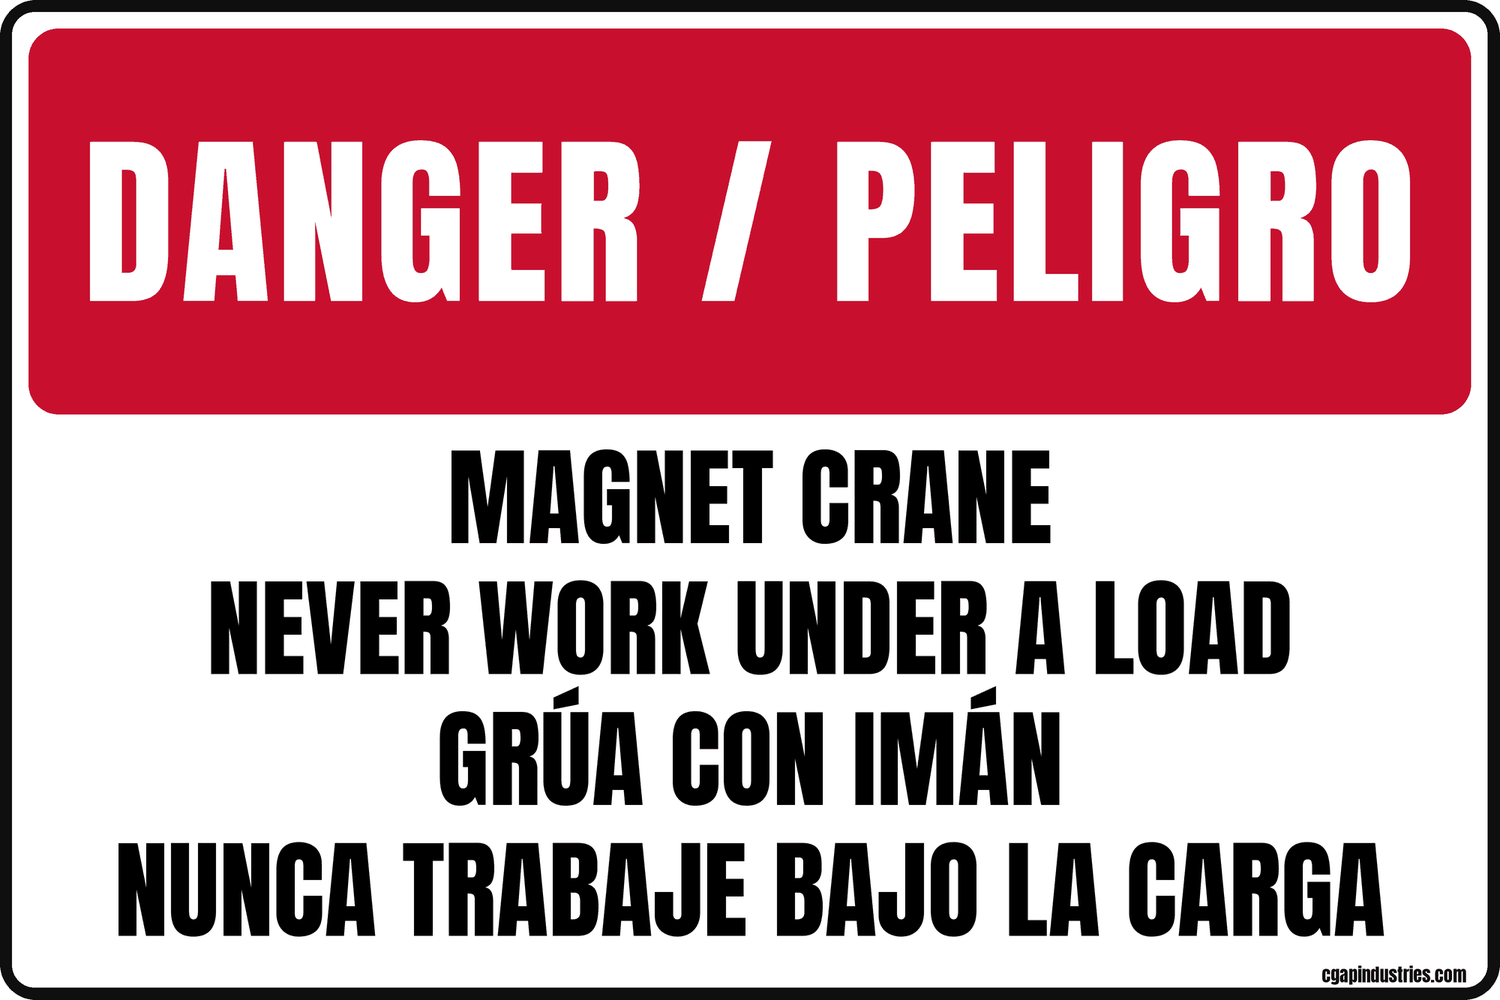 DANGER / PELIGRO
MAGNET CRANE
NEVER WORK UNDER A LOAD
GRÚA CON IMÁN
NUNCA TRABAJE BAJO LA CARGA
cgapindustries.com